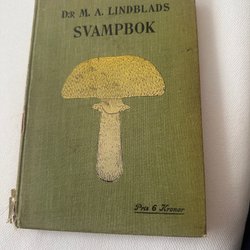 D:R M. A. LINDBLADS
SVAMPBOK
Pris 6 Kronor